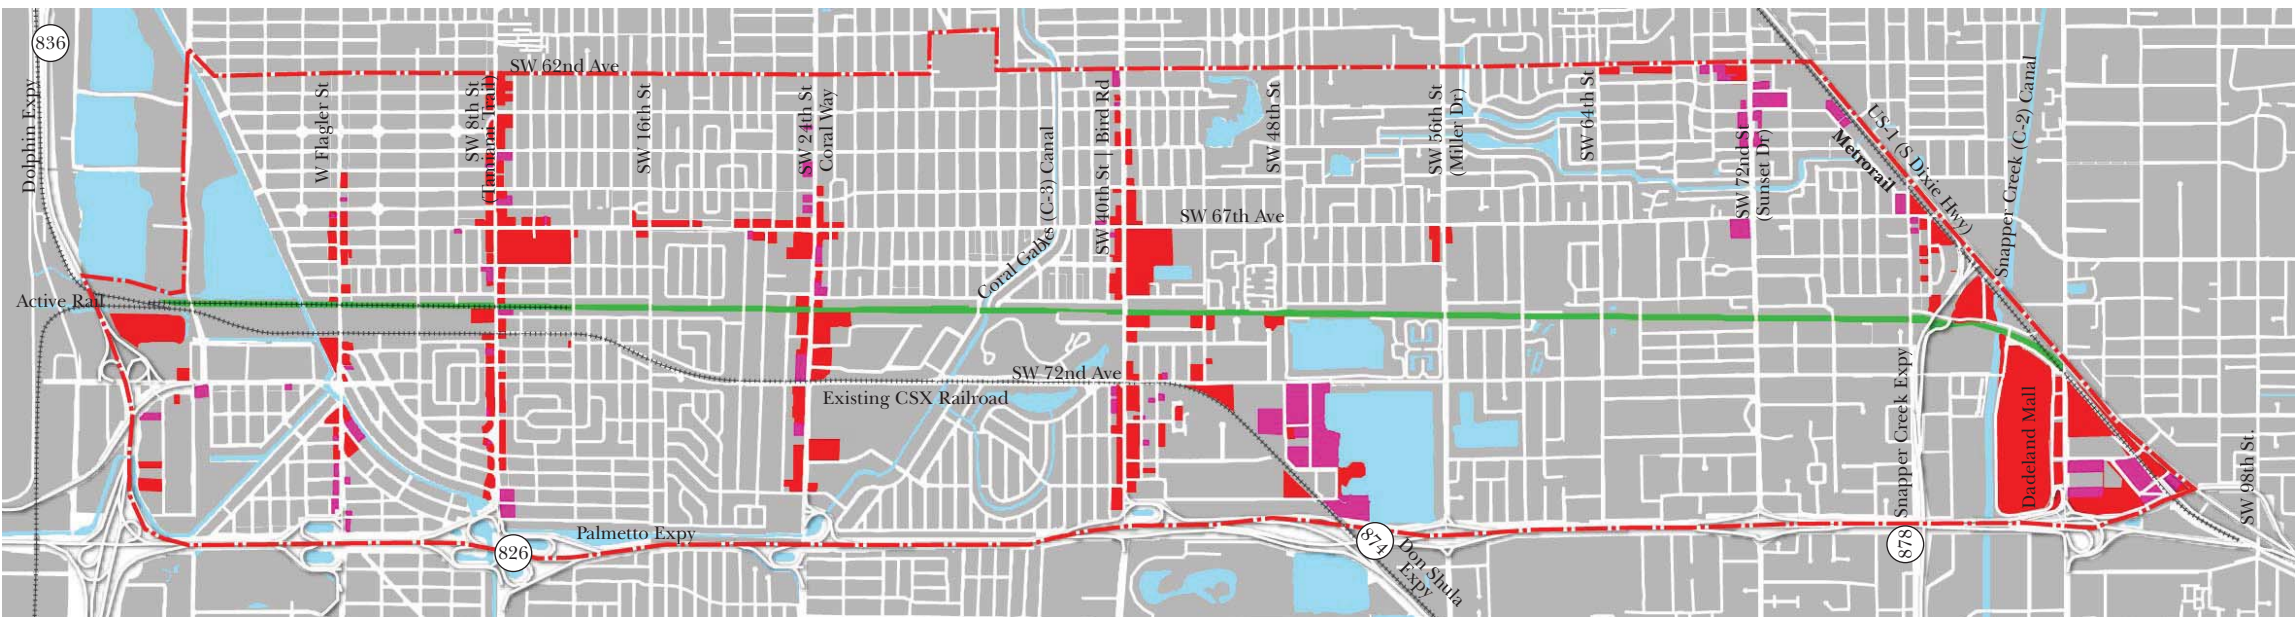 836
Dolphin Expy
Active Rail
W Flagler St
SW 8th St
(Tamiami Trail)
SW 62nd Ave
SW 16th St
SW 24th St
Coral Way
Coral Gables (C-3) Canal
SW 40th St | Bird Rd
SW 67th Ave
SW 48th St
SW 56th St
(Miller Dr)
SW 64th St
SW 72nd St
(Sunset Dr)
Metrorail
US-1 (S Dixie Hwy)
Snapper Creek (C-2) Canal
SW 72nd Ave
Existing CSX Railroad
Palmetto Expy
826
874
Don Shula
Expy
Snapper Creek Expy
878
Dadeland Mall
SW 98th St.